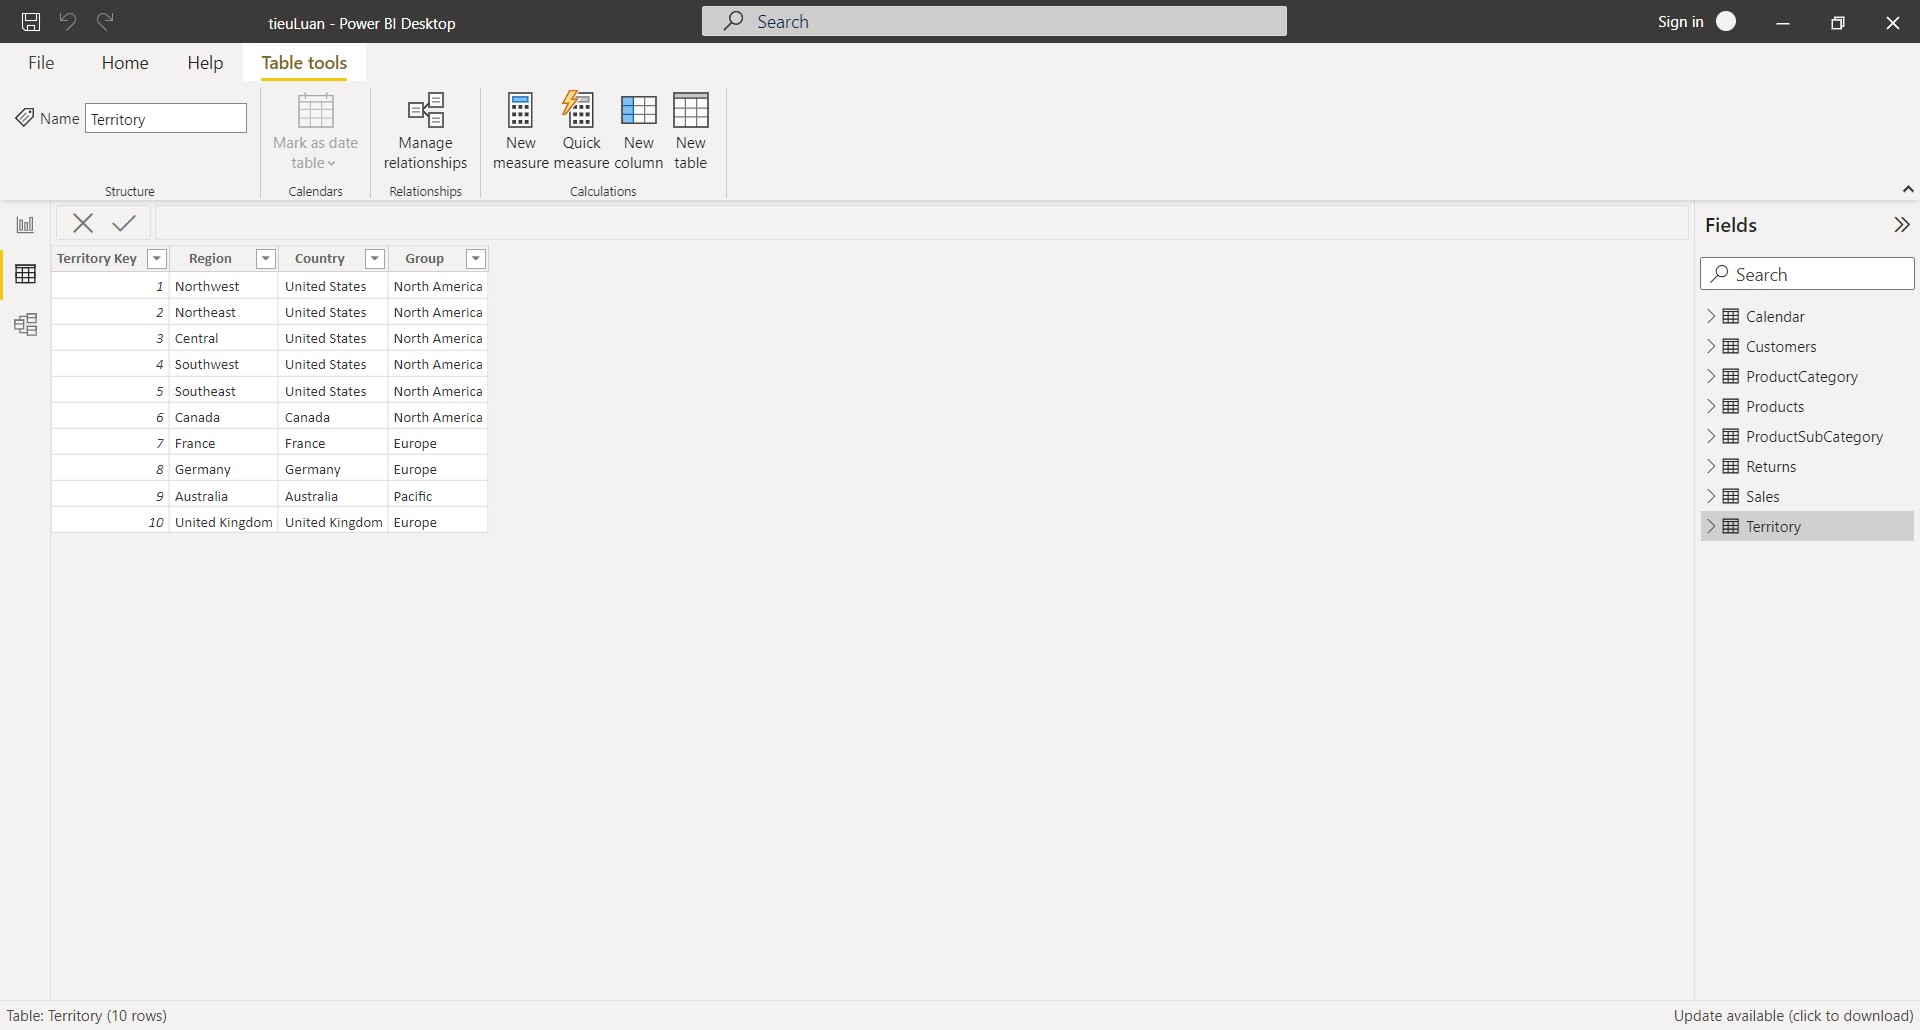 tieuLuan - Power BI Desktop
Search
Sign in
File
Home
Help
Table tools
Name
Territory
Mark as date
table
Manage
relationships
New
measure
Quick
measure
New
column
New
table
Structure
Calendars
Relationships
Calculations
Territory Key Region Country Group
1 Northwest United States North America
2 Northeast United States North America
3 Central United States North America
4 Southwest United States North America
5 Southeast United States North America
6 Canada Canada North America
7 France France Europe
8 Germany Germany Europe
9 Australia Australia Pacific
10 United Kingdom United Kingdom Europe
Fields
Search
Calendar
Customers
ProductCategory
Products
ProductSubCategory
Returns
Sales
Territory
Table: Territory (10 rows)
Update available (click to download)